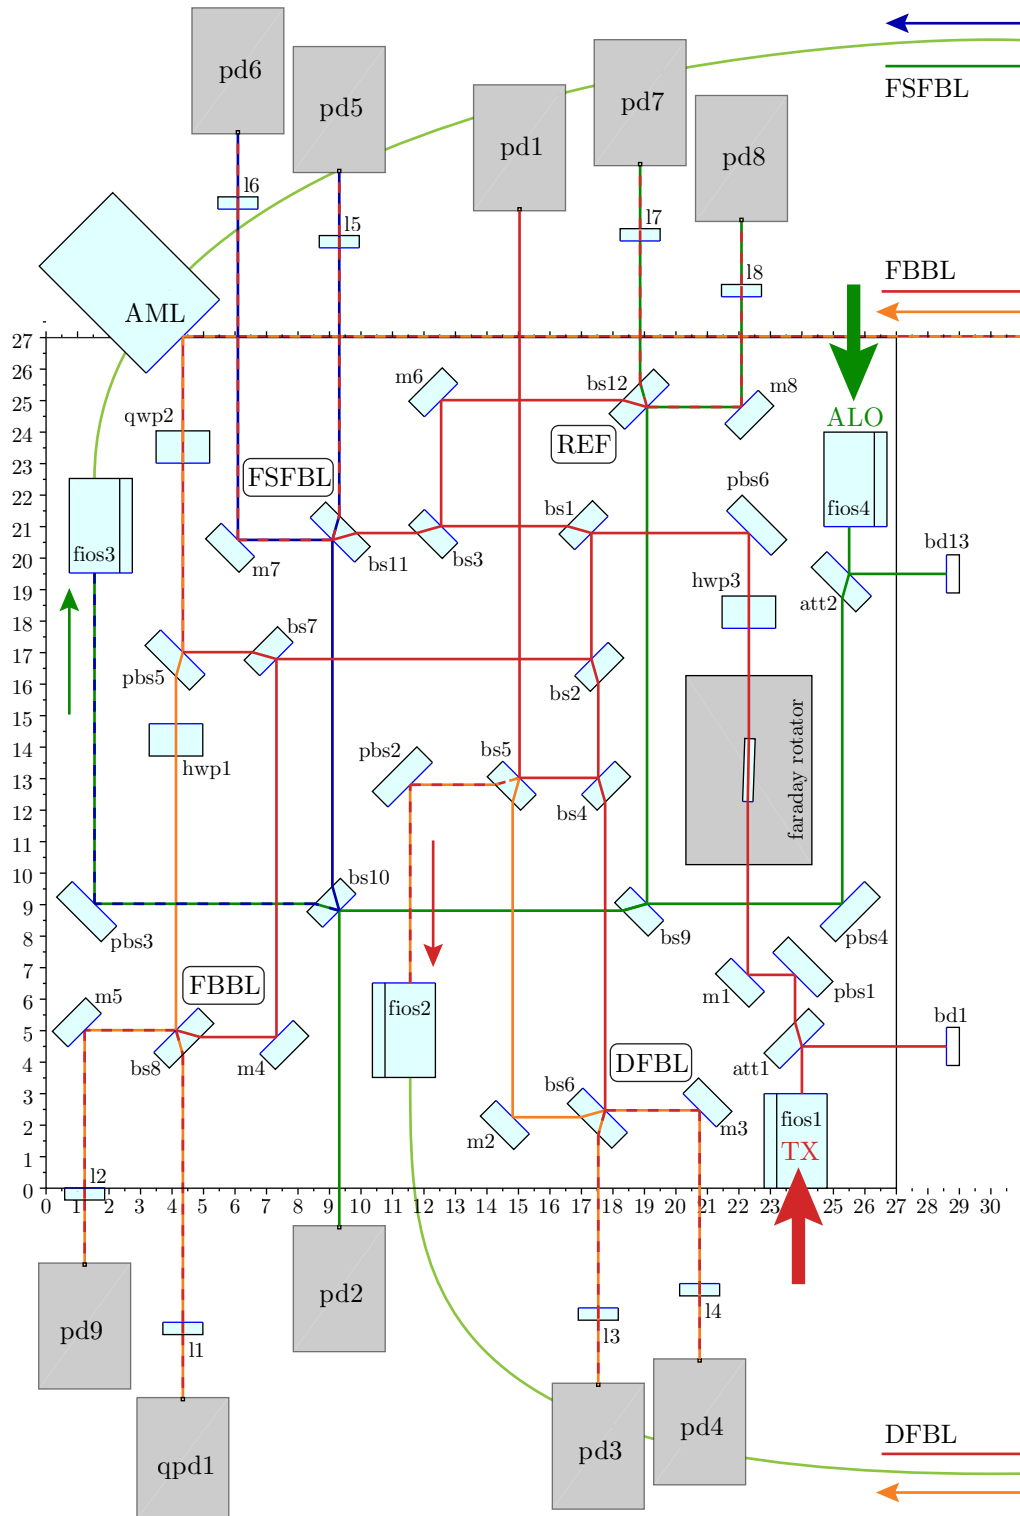 pd6
pd5
pd1
pd7
pd8
FSFBL
l6
l5
l7
l8
FBBL
AML
27
26
25
24
23
22
21
20
19
18
17
16
15
14
13
12
11
10
9
8
7
6
5
4
3
2
1
0
m6
bs12
m8
ALO
qwp2
FSFBL
REF
pbs6
fios3
m7
bs11
bs3
bs1
fios4
bd13
hwp3
att2
bs7
pbs5
bs2
hwp1
pbs2
bs5
bs4
faraday rotator
bs10
pbs3
bs9
pbs4
m5
FBBL
fios2
m1
pbs1
bd1
bs8
m4
DFBL
att1
bs6
m2
m3
fios1
TX
l2
0 1 2 3 4 5 6 7 8 9 10 11 12 13 14 15 16 17 18 19 20 21 22 23 24 25 26 27 28 29 30
pd2
pd9
l1
l3
l4
qpd1
pd3
pd4
DFBL